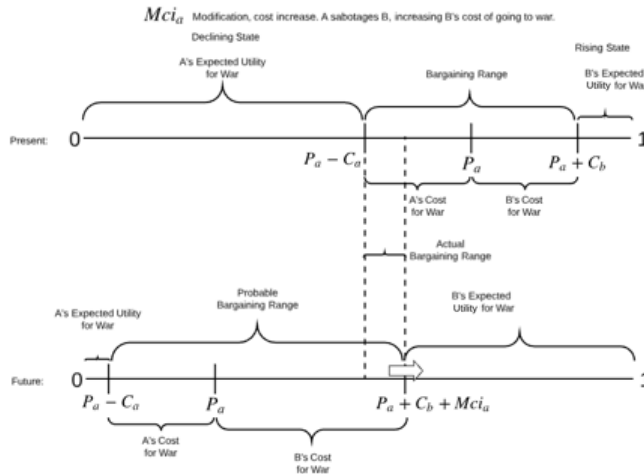 Mci_a Modification, cost increase. A sabotages B, increasing B's cost of going to war.
Declining State
Rising State
A's Expected Utility
for War
Bargaining Range
B's Expected
Utility for War
Present:
0
1
P_a − C_a
P_a
P_a + C_b
A's Cost
for War
B's Cost
for War
Actual
Bargaining Range
Probable
Bargaining Range
B's Expected
Utility for War
A's Expected Utility
for War
Future:
0
1
P_a − C_a
P_a
P_a + C_b + Mci_a
A's Cost
for War
B's Cost
for War